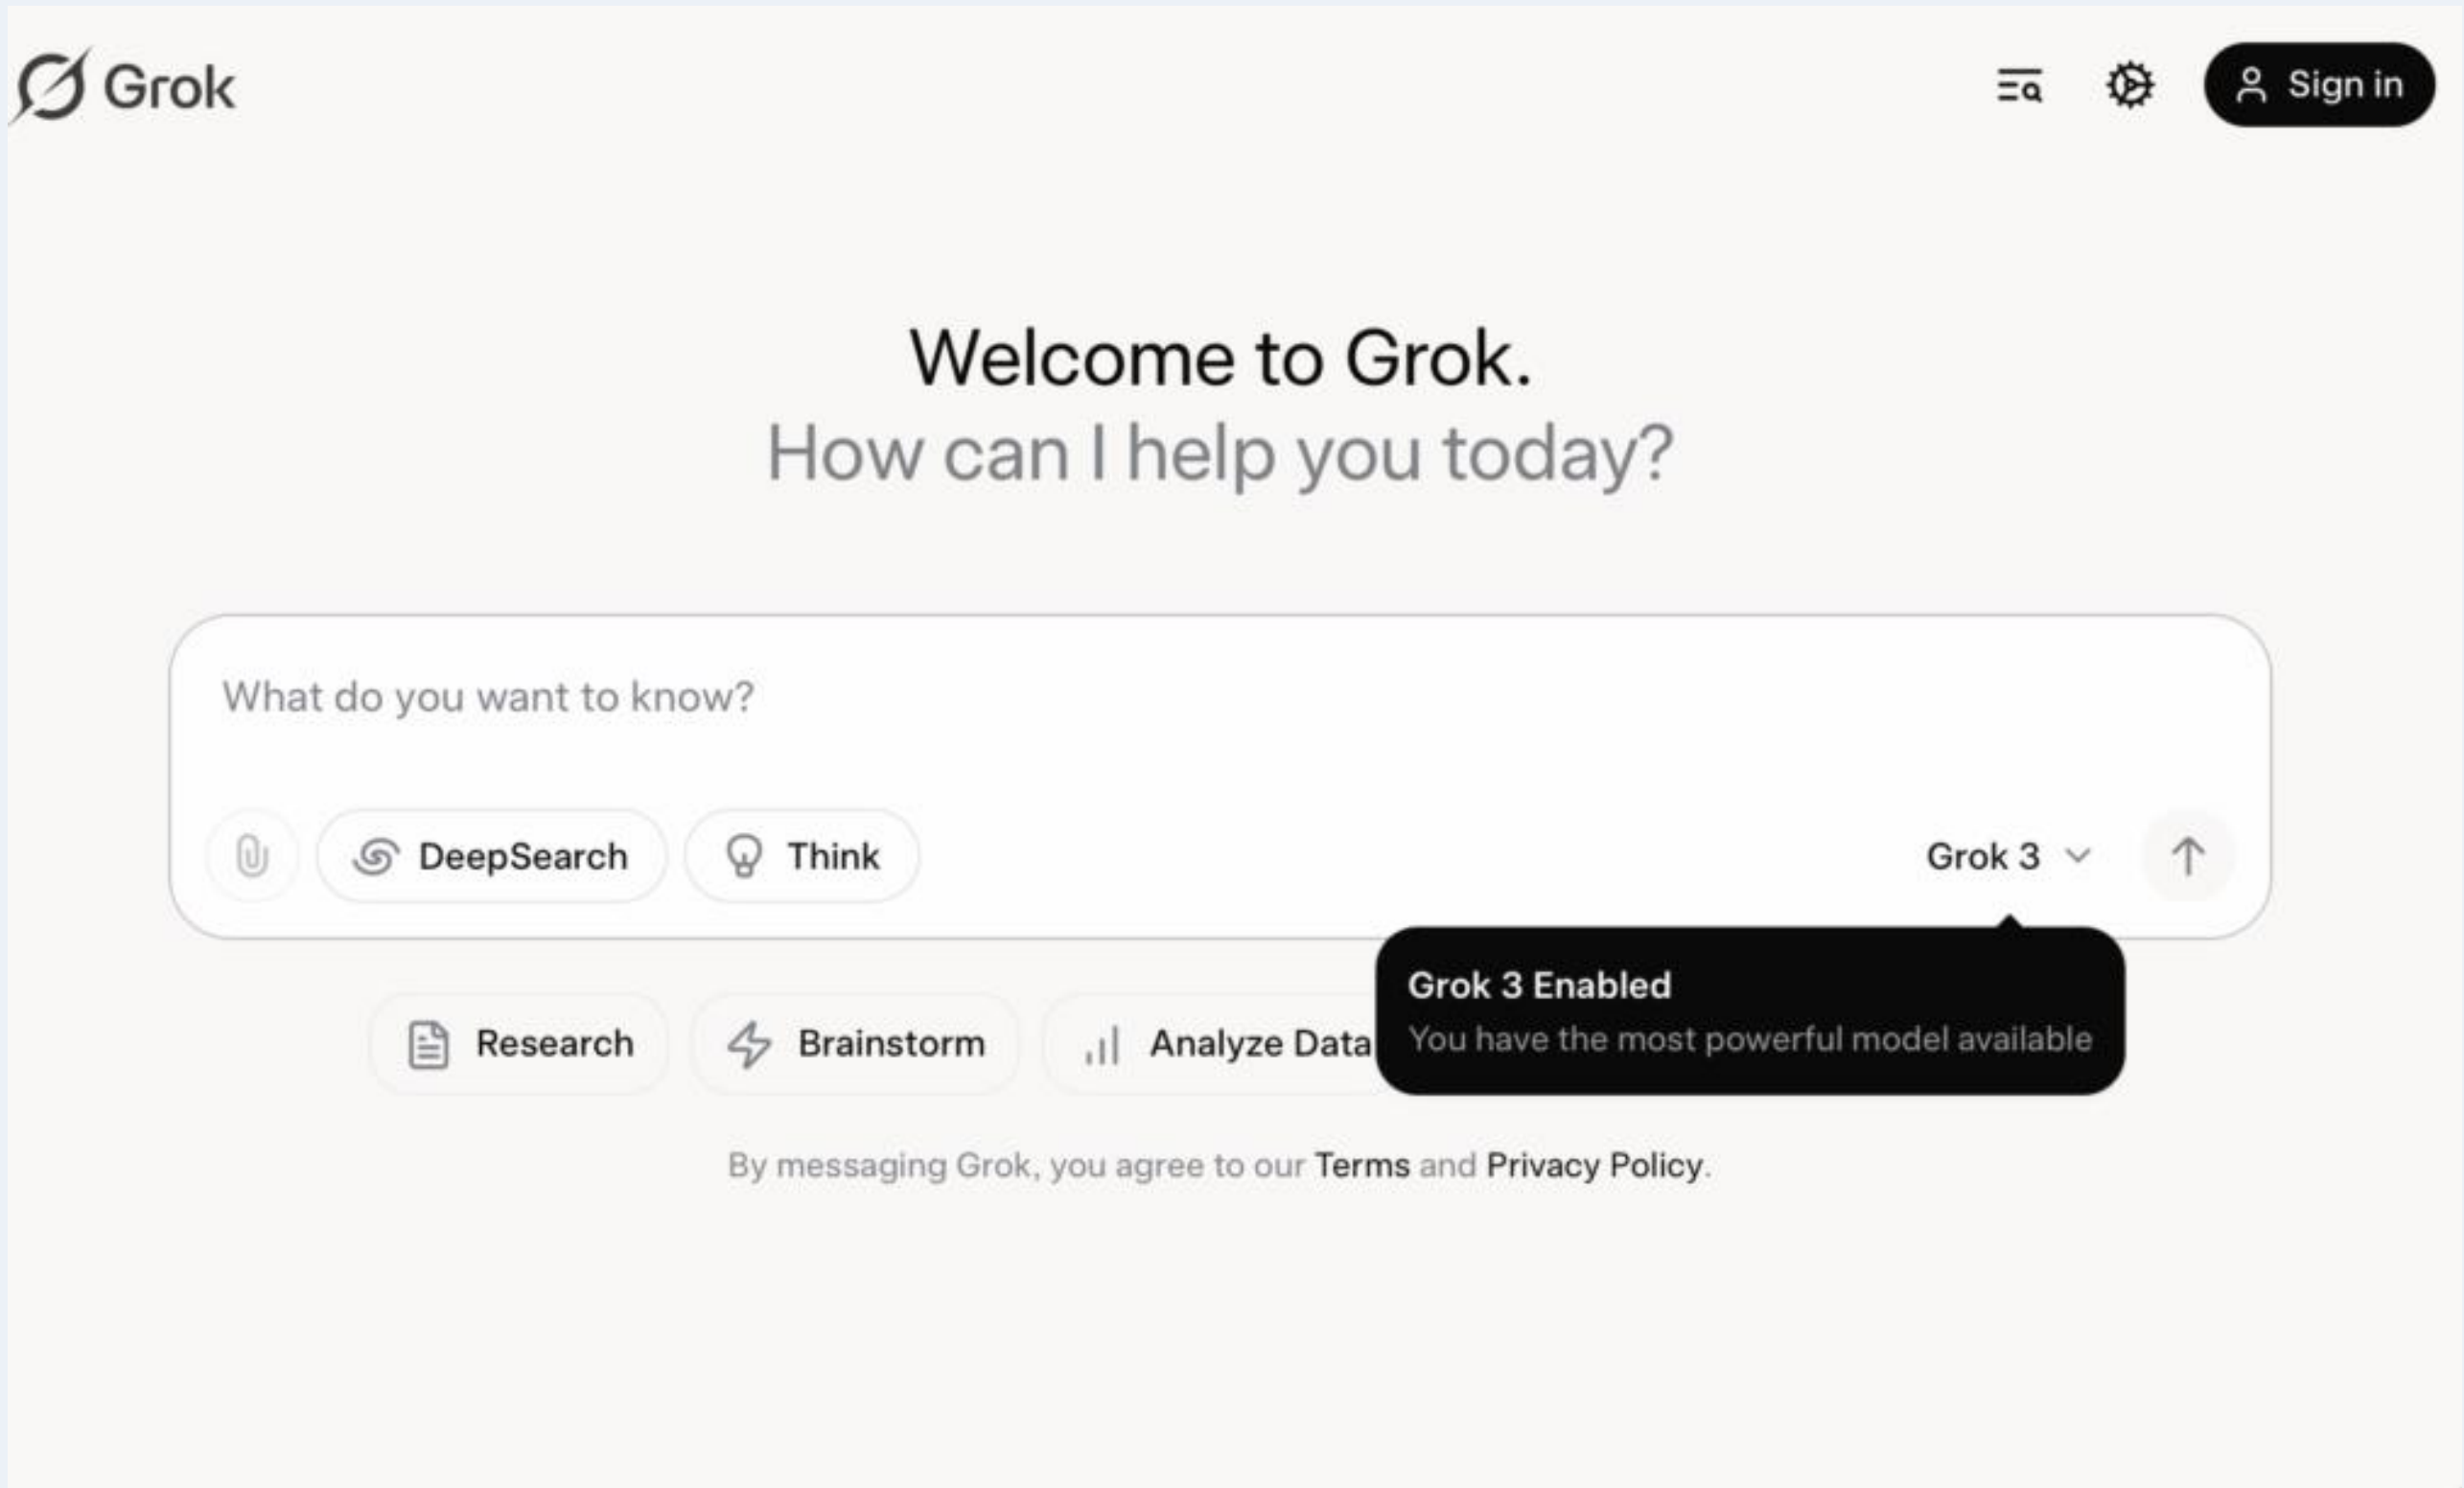 Grok
Sign in
Welcome to Grok.
How can I help you today?
What do you want to know?
DeepSearch
Think
Grok 3
Grok 3 Enabled
You have the most powerful model available
Research
Brainstorm
Analyze Data
By messaging Grok, you agree to our Terms and Privacy Policy.